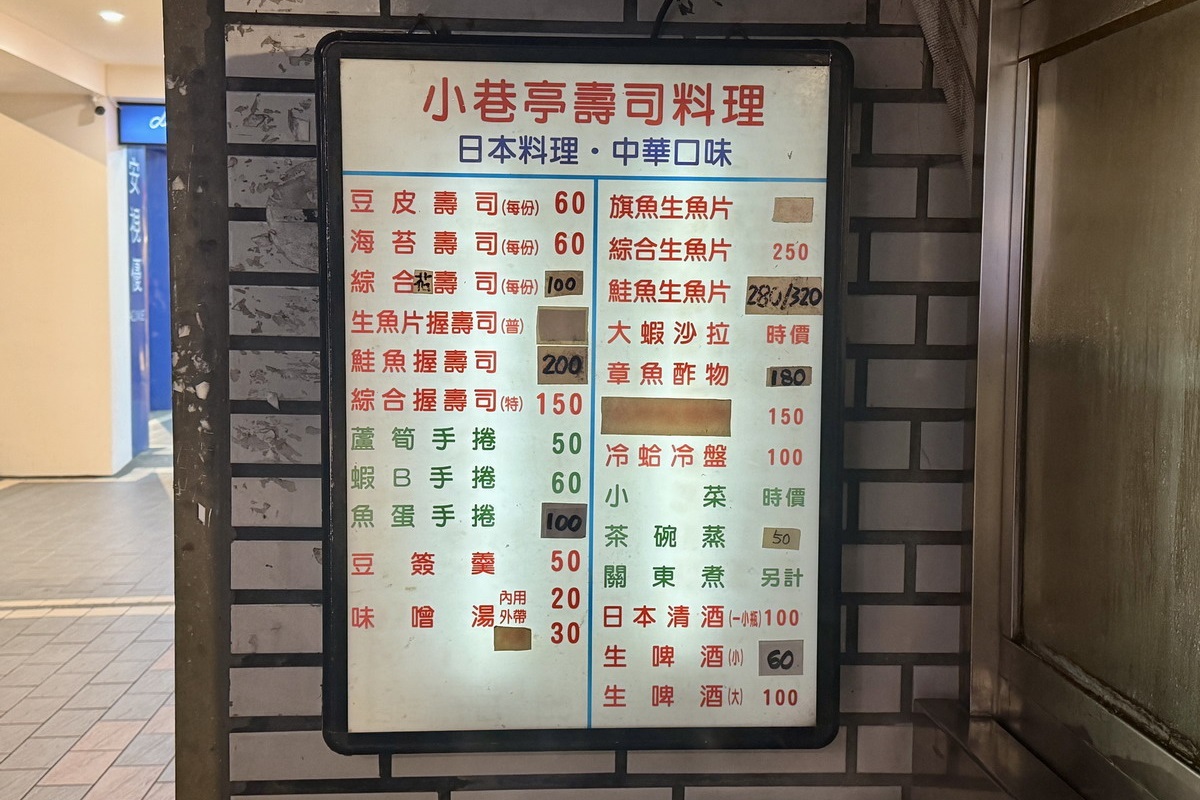 小巷亭壽司料理
日本料理・中華口味
豆皮壽司(每份) 60
海苔壽司(每份) 60
綜合壽司(每份) 100
生魚片握壽司(普)
鮭魚握壽司 200
綜合握壽司(特) 150
蘆筍手捲 50
蝦B手捲 60
魚蛋手捲 100
豆簽羹 50
味噌湯 內用 20
外帶 30
旗魚生魚片
綜合生魚片 250
鮭魚生魚片 280/320
大蝦沙拉 時價
章魚酢物 180
150
冷蛤冷盤 100
小菜 時價
茶碗蒸 50
關東煮 另計
日本清酒(一小瓶) 100
生啤酒(小) 60
生啤酒(大) 100
安視優